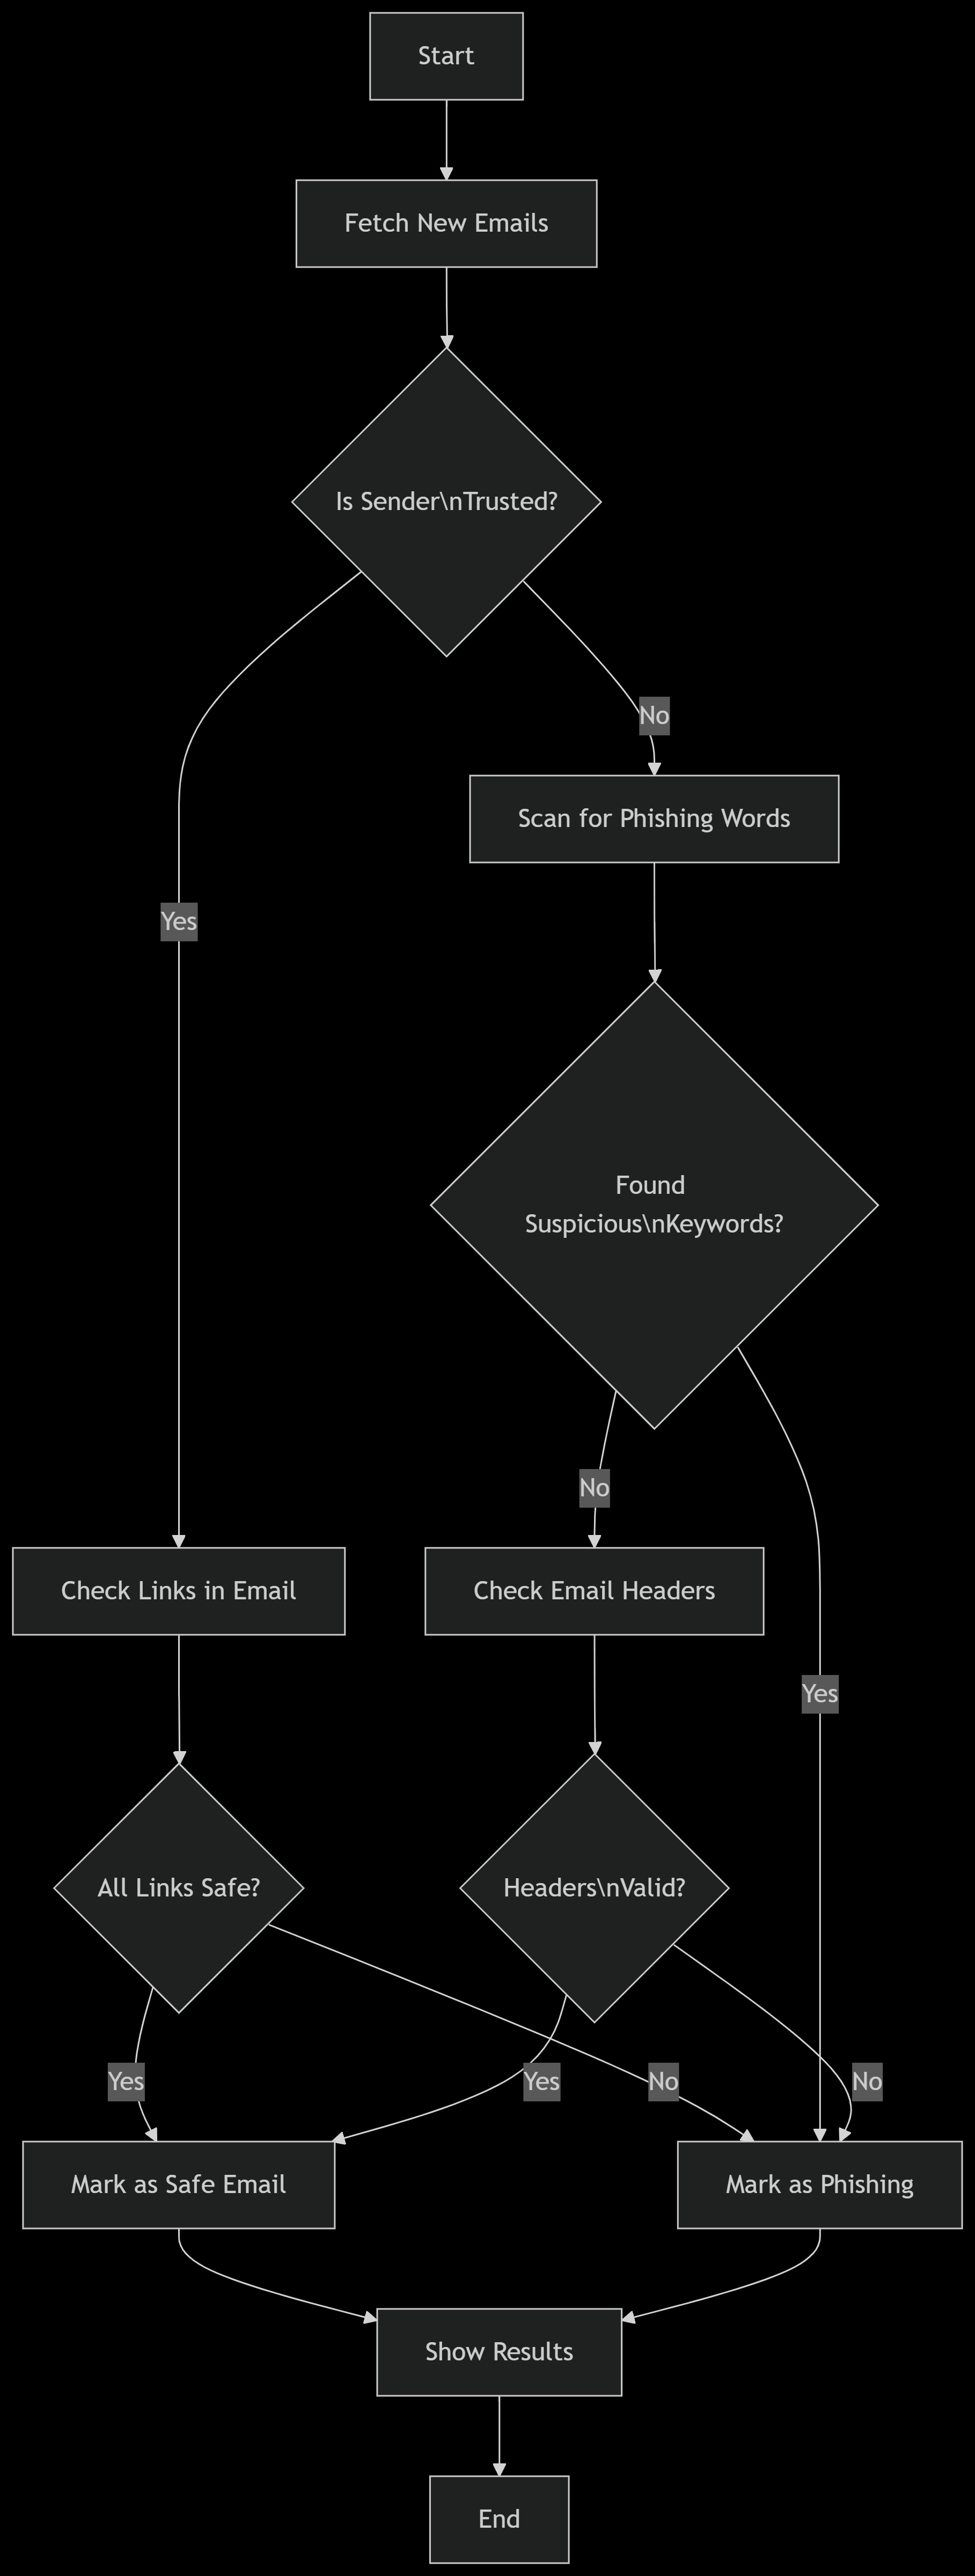 Start
Fetch New Emails
Is Sender\nTrusted?
No
Scan for Phishing Words
Yes
Found
Suspicious\nKeywords?
No
Check Links in Email
Check Email Headers
Yes
All Links Safe?
Headers\nValid?
Yes
Yes
No
No
Mark as Safe Email
Mark as Phishing
Show Results
End